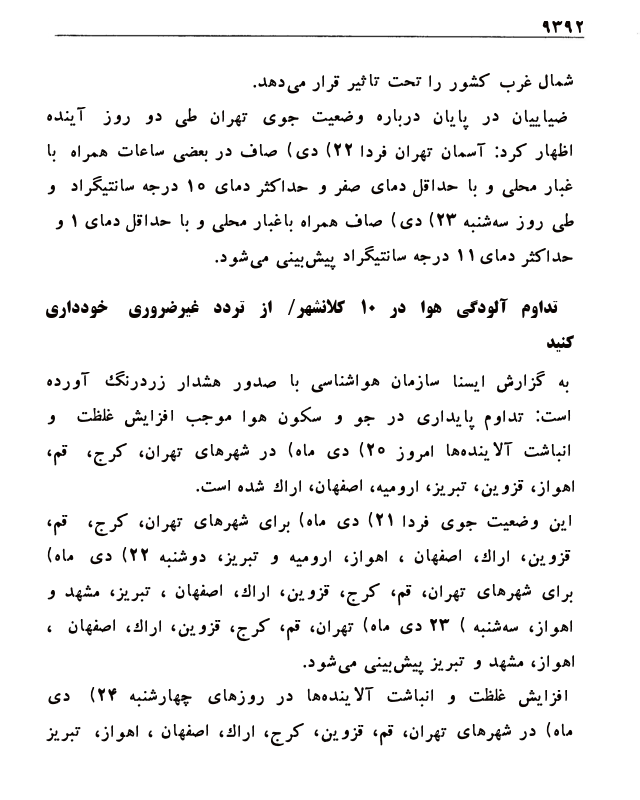 ۹۳۹۲
شمال غرب کشور را تحت تاثیر قرار می‌دهد.
ضیاییان در پایان درباره وضعیت جوی تهران طی دو روز آینده
اظهار کرد: آسمان تهران فردا ۲۲) دی) صاف در بعضی ساعات همراه با
غبار محلی و با حداقل دمای صفر و حداکثر دمای ۱۰ درجه سانتیگراد و
طی روز سه‌شنبه ۲۳) دی) صاف همراه باغبار محلی و با حداقل دمای ۱ و
حداکثر دمای ۱۱ درجه سانتیگراد پیش‌بینی می‌شود.
تداوم آلودگی هوا در ۱۰ کلانشهر/ از تردد غیرضروری خودداری
کنید
به گزارش ایسنا سازمان هواشناسی با صدور هشدار زردرنگ آورده
است: تداوم پایداری در جو و سکون هوا موجب افزایش غلظت و
انباشت آلاینده‌ها امروز ۲۰) دی ماه) در شهرهای تهران، کرج، قم،
اهواز، قزوین، تبریز، ارومیه، اصفهان، اراك شده است.
این وضعیت جوی فردا ۲۱) دی ماه) برای شهرهای تهران، کرج، قم،
قزوین، اراك، اصفهان ، اهواز، ارومیه و تبریز، دوشنبه ۲۲) دی ماه)
برای شهرهای تهران، قم، کرج، قزوین، اراك، اصفهان ، تبریز، مشهد و
اهواز، سه‌شنبه ) ۲۳ دی ماه) تهران، قم، کرج، قزوین، اراك، اصفهان ،
اهواز، مشهد و تبریز پیش‌بینی می‌شود.
افزایش غلظت و انباشت آلاینده‌ها در روزهای چهارشنبه ۲۴) دی
ماه) در شهرهای تهران، قم، قزوین، کرج، اراك، اصفهان ، اهواز، تبریز